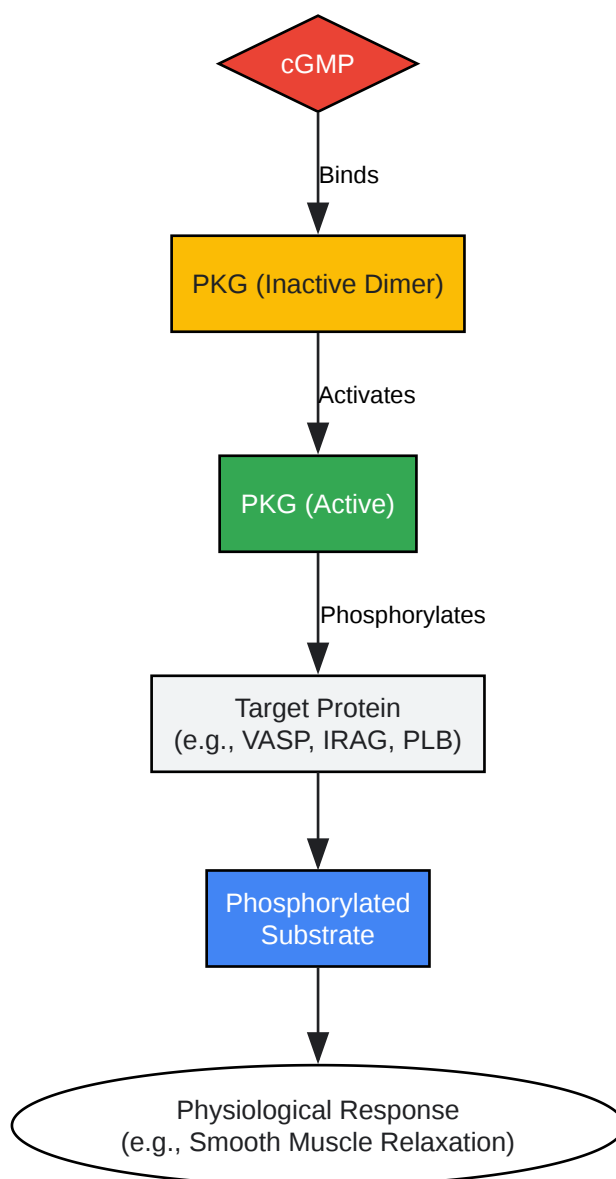 cGMP
Binds
PKG (Inactive Dimer)
Activates
PKG (Active)
Phosphorylates
Target Protein
(e.g., VASP, IRAG, PLB)
Phosphorylated
Substrate
Physiological Response
(e.g., Smooth Muscle Relaxation)